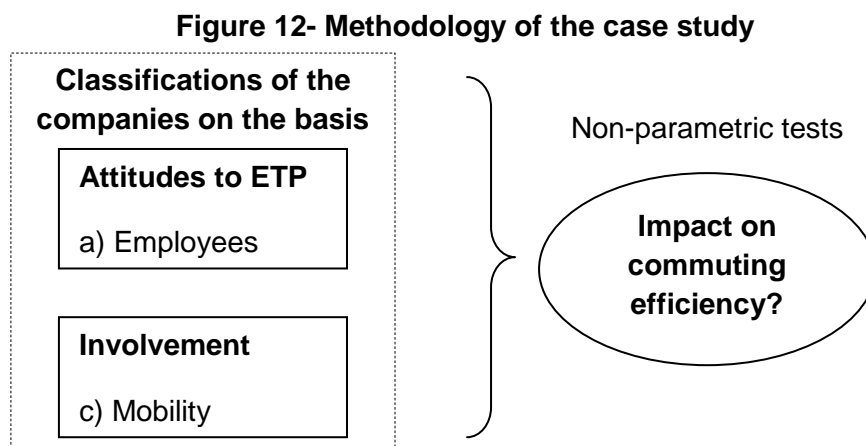 Figure 12- Methodology of the case study
Classifications of the
companies on the basis
Attitudes to ETP
a) Employees
Involvement
c) Mobility
Non-parametric tests
Impact on
commuting
efficiency?